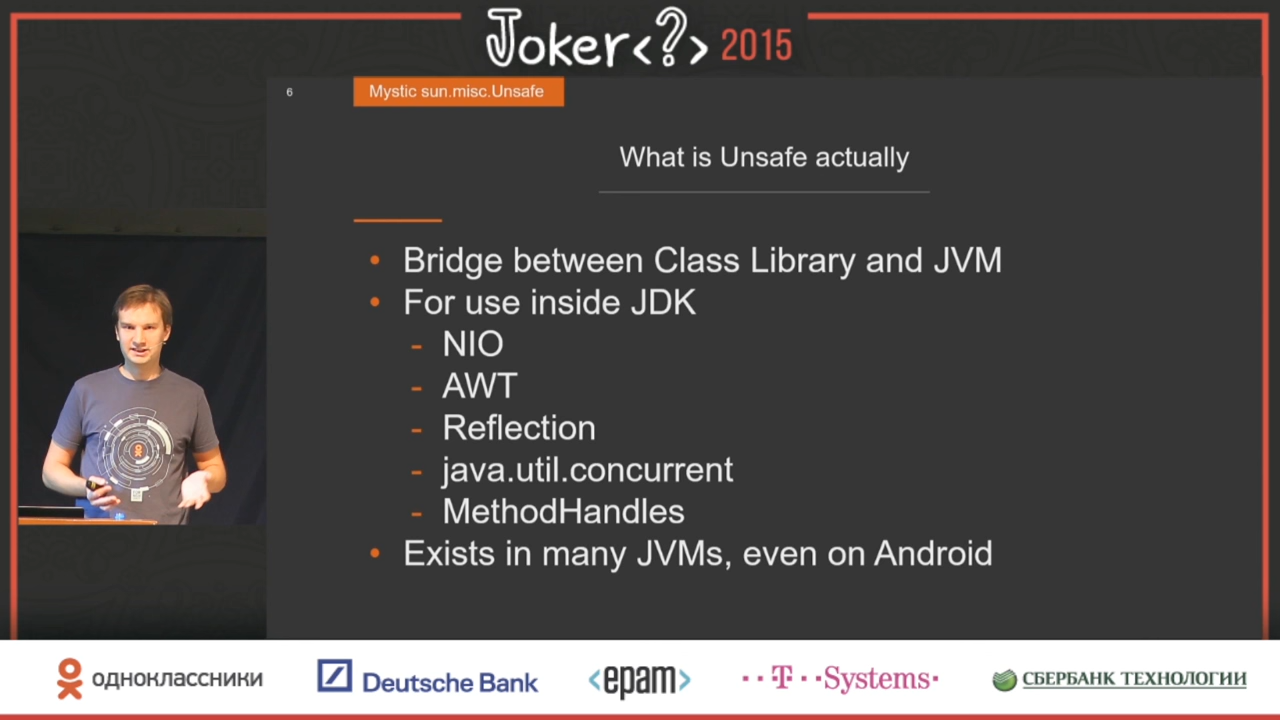 Joker<?> 2015
6
Mystic sun.misc.Unsafe
What is Unsafe actually
• Bridge between Class Library and JVM
• For use inside JDK
- NIO
- AWT
- Reflection
- java.util.concurrent
- MethodHandles
• Exists in many JVMs, even on Android
одноклассники
Deutsche Bank
<epam>
··T··Systems·
СБЕРБАНК ТЕХНОЛОГИИ